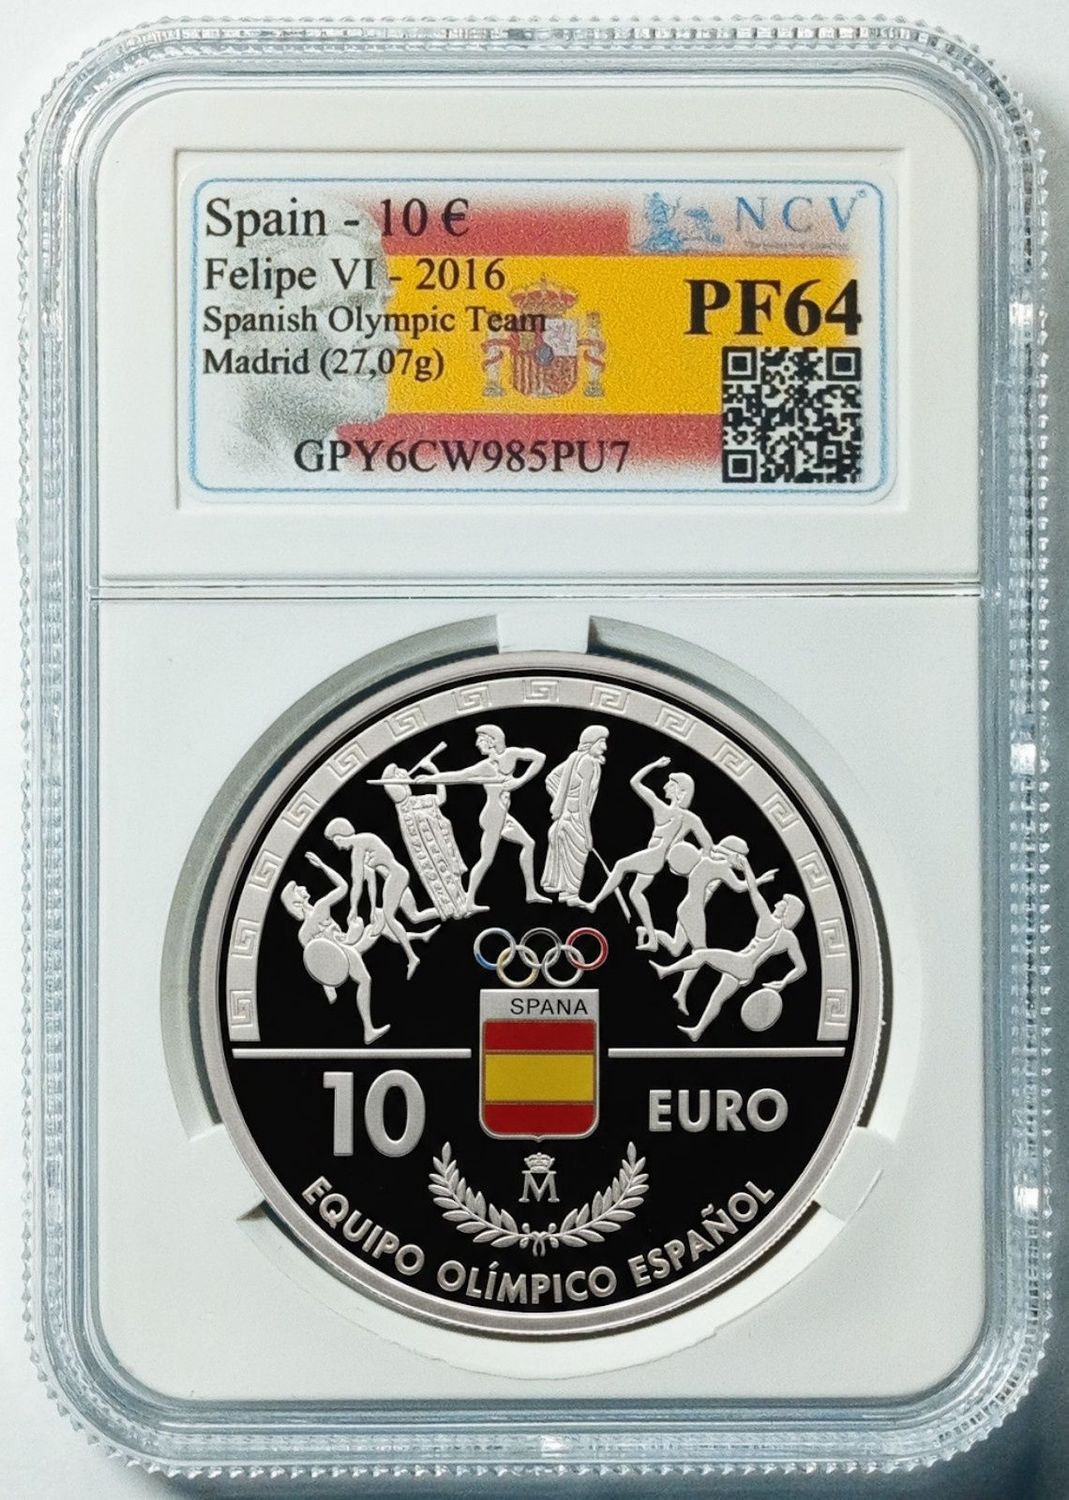 Spain - 10 €
NCV
Felipe VI - 2016
PF64
Spanish Olympic Team
Madrid (27,07g)
GPY6CW985PU7
SPANA
10 EURO
M
EQUIPO OLÍMPICO ESPAÑOL